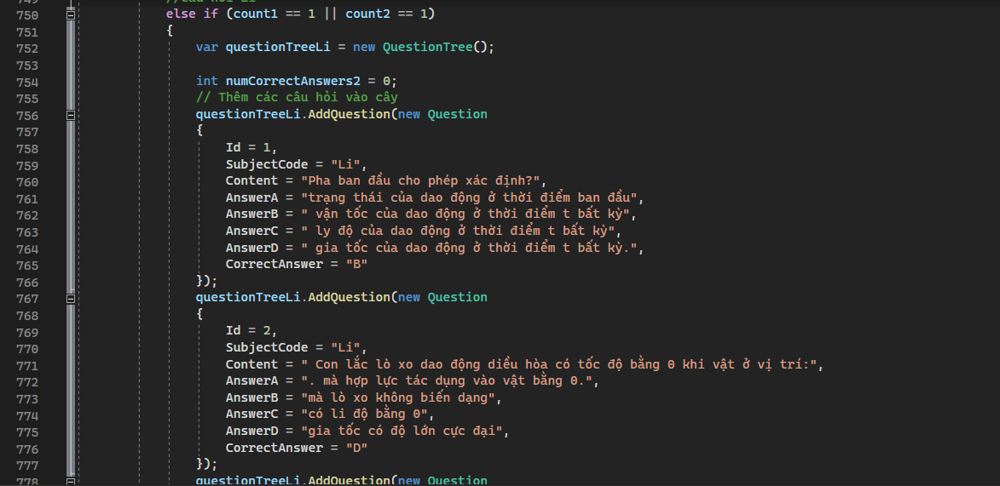 749 //câu hỏi Li
750 else if (count1 == 1 || count2 == 1)
751 {
752 var questionTreeLi = new QuestionTree();
753
754 int numCorrectAnswers2 = 0;
755 // Thêm các câu hỏi vào cây
756 questionTreeLi.AddQuestion(new Question
757 {
758 Id = 1,
759 SubjectCode = "Li",
760 Content = "Pha ban đầu cho phép xác định?",
761 AnswerA = "trạng thái của dao động ở thời điểm ban đầu",
762 AnswerB = " vận tốc của dao động ở thời điểm t bất kỳ",
763 AnswerC = " ly độ của dao động ở thời điểm t bất kỳ",
764 AnswerD = " gia tốc của dao động ở thời điểm t bất kỳ.",
765 CorrectAnswer = "B"
766 });
767 questionTreeLi.AddQuestion(new Question
768 {
769 Id = 2,
770 SubjectCode = "Li",
771 Content = " Con lắc lò xo dao động diều hòa có tốc độ bằng 0 khi vật ở vị trí:",
772 AnswerA = ". mà hợp lực tác dụng vào vật bằng 0.",
773 AnswerB = "mà lò xo không biến dạng",
774 AnswerC = "có li độ bằng 0",
775 AnswerD = "gia tốc có độ lớn cực đại",
776 CorrectAnswer = "D"
777 });
778 questionTreeLi.AddQuestion(new Question